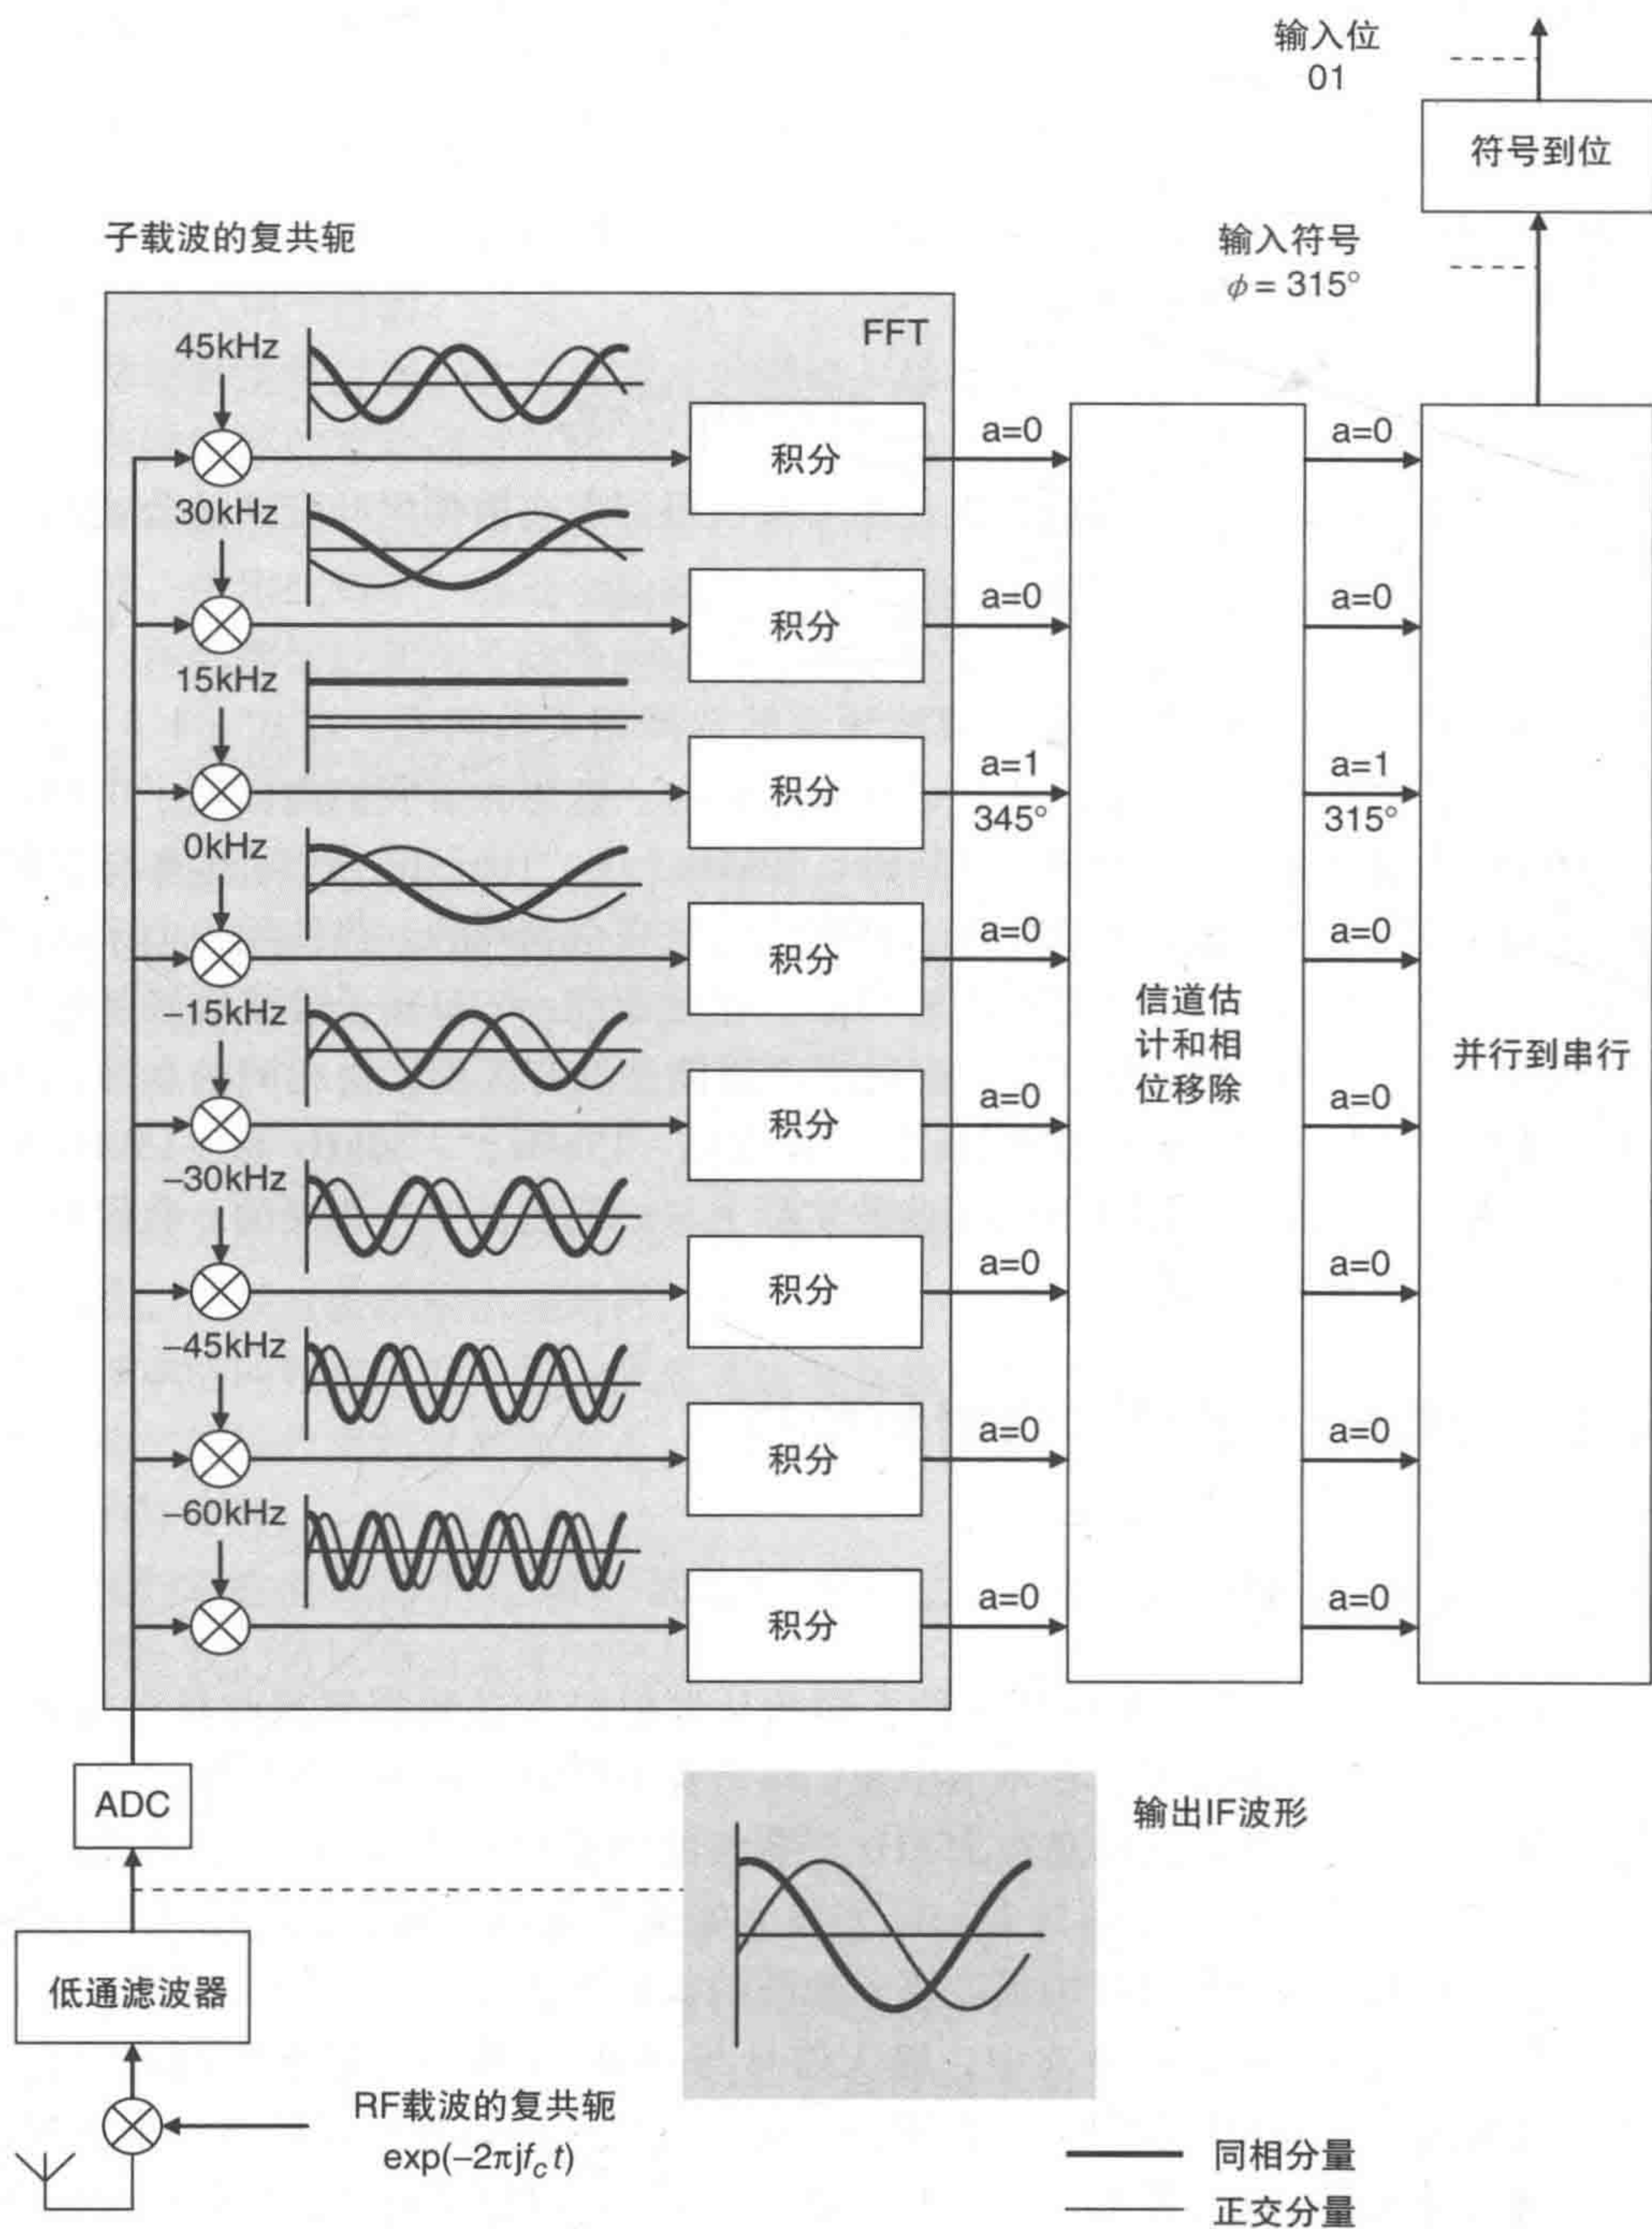 输入位
01
符号到位
子载波的复共轭
输入符号
ϕ = 315°
FFT
45kHz
积分
a=0
a=0
30kHz
积分
a=0
a=0
15kHz
积分
a=1
345°
a=1
315°
0kHz
积分
a=0
a=0
–15kHz
积分
a=0
a=0
–30kHz
积分
a=0
a=0
–45kHz
积分
a=0
a=0
–60kHz
积分
a=0
a=0
信道估
计和相
位移除
并行到串行
ADC
输出IF波形
低通滤波器
RF载波的复共轭
exp(–2πjf_c t)
同相分量
正交分量